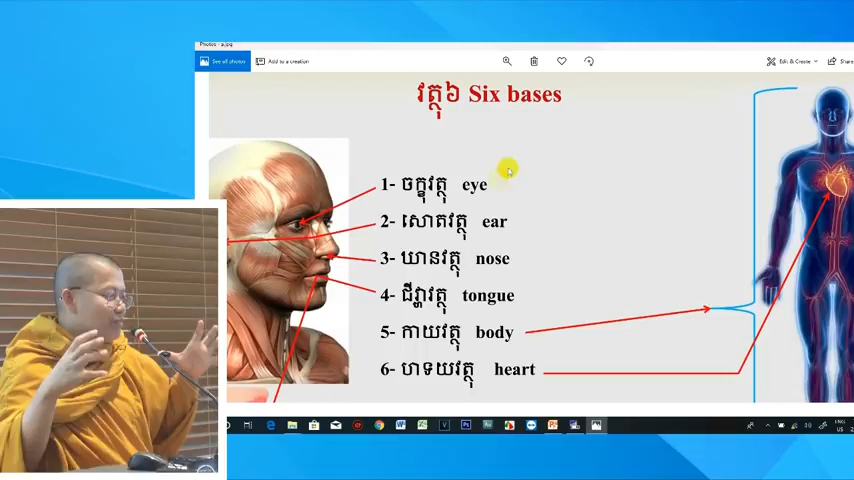 Photos - a.jpg
See all photos
Add to a creation
Edit & Create
Share
វត្ថុ៦ Six bases
1- ចក្ខុវត្ថុ eye
2- សោតវត្ថុ ear
3- ឃានវត្ថុ nose
4- ជីវ្ហាវត្ថុ tongue
5- កាយវត្ថុ body
6- ហាទយវត្ថុ heart
ENG
US